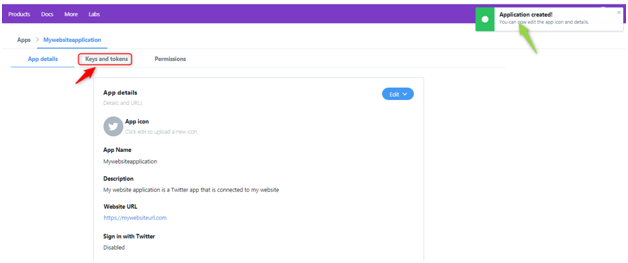 Products Docs More Labs
Application created!
You can now edit the app icon and details.
Apps > Mywebsiteapplication
App details Keys and tokens Permissions
App details
Details and URLs
Edit
App icon
Click edit to upload a new icon
App Name
Mywebsiteapplication
Description
My website application is a Twitter app that is connected to my website
Website URL
https://mywebsiteurl.com
Sign in with Twitter
Disabled